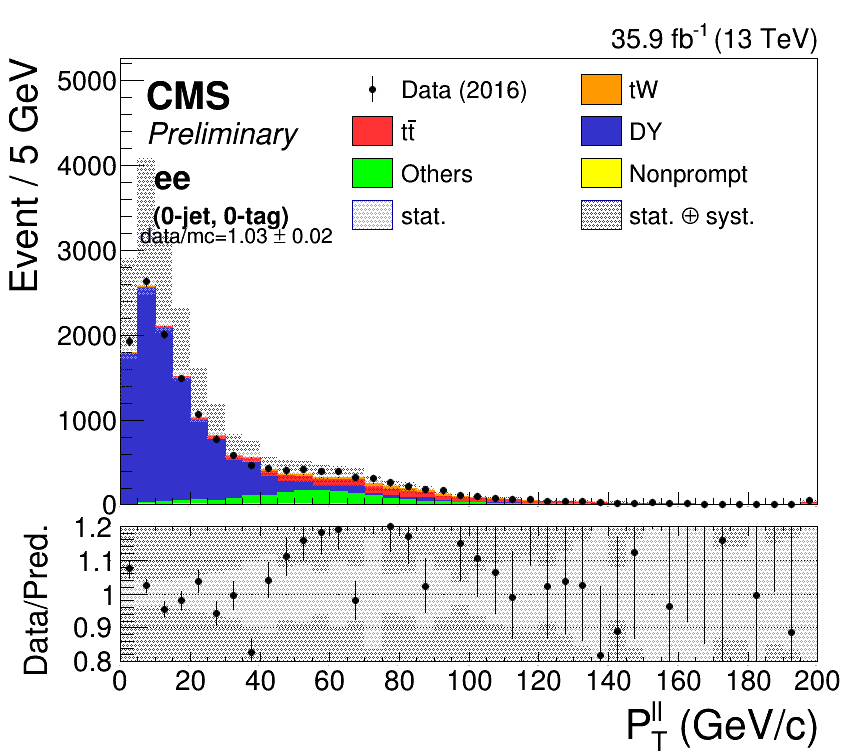 35.9 fb⁻¹ (13 TeV)
Event / 5 GeV
5000
4000
3000
2000
1000
0
CMS
Preliminary
ee
(0-jet, 0-tag)
data/mc=1.03 ± 0.02
Data (2016)
tW
tt̄
DY
Others
Nonprompt
stat.
stat. ⊕ syst.
Data/Pred.
1.2
1.1
1
0.9
0.8
0 20 40 60 80 100 120 140 160 180 200
P_T^ll (GeV/c)